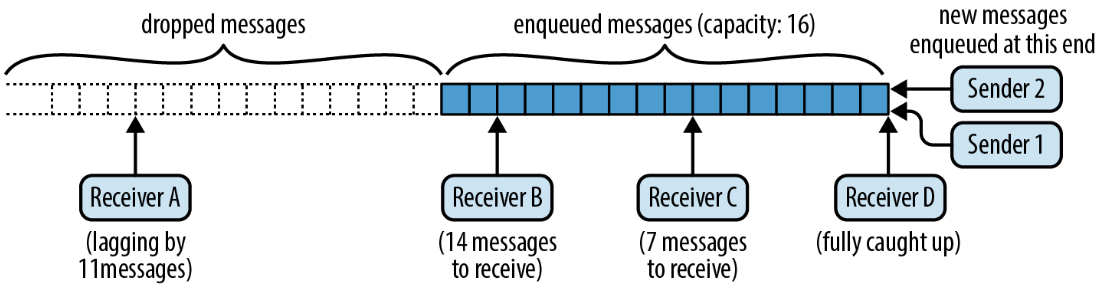 dropped messages
enqueued messages (capacity: 16)
new messages
enqueued at this end
Sender 2
Sender 1
Receiver A
(lagging by
11messages)
Receiver B
(14 messages
to receive)
Receiver C
(7 messages
to receive)
Receiver D
(fully caught up)